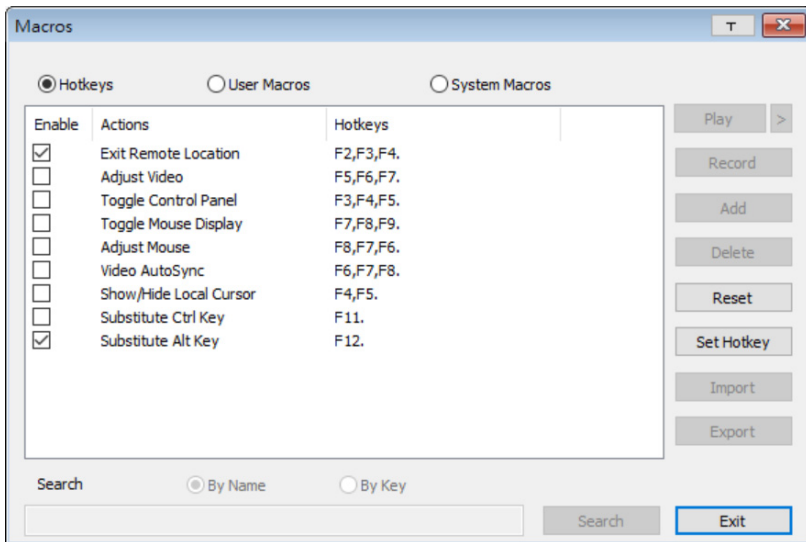 Macros
T
Hotkeys User Macros System Macros
Enable Actions Hotkeys Play >
Exit Remote Location F2,F3,F4.
Adjust Video F5,F6,F7. Record
Toggle Control Panel F3,F4,F5. Add
Toggle Mouse Display F7,F8,F9.
Adjust Mouse F8,F7,F6. Delete
Video AutoSync F6,F7,F8.
Show/Hide Local Cursor F4,F5. Reset
Substitute Ctrl Key F11.
Substitute Alt Key F12. Set Hotkey
Import
Export
Search By Name By Key
Search Exit